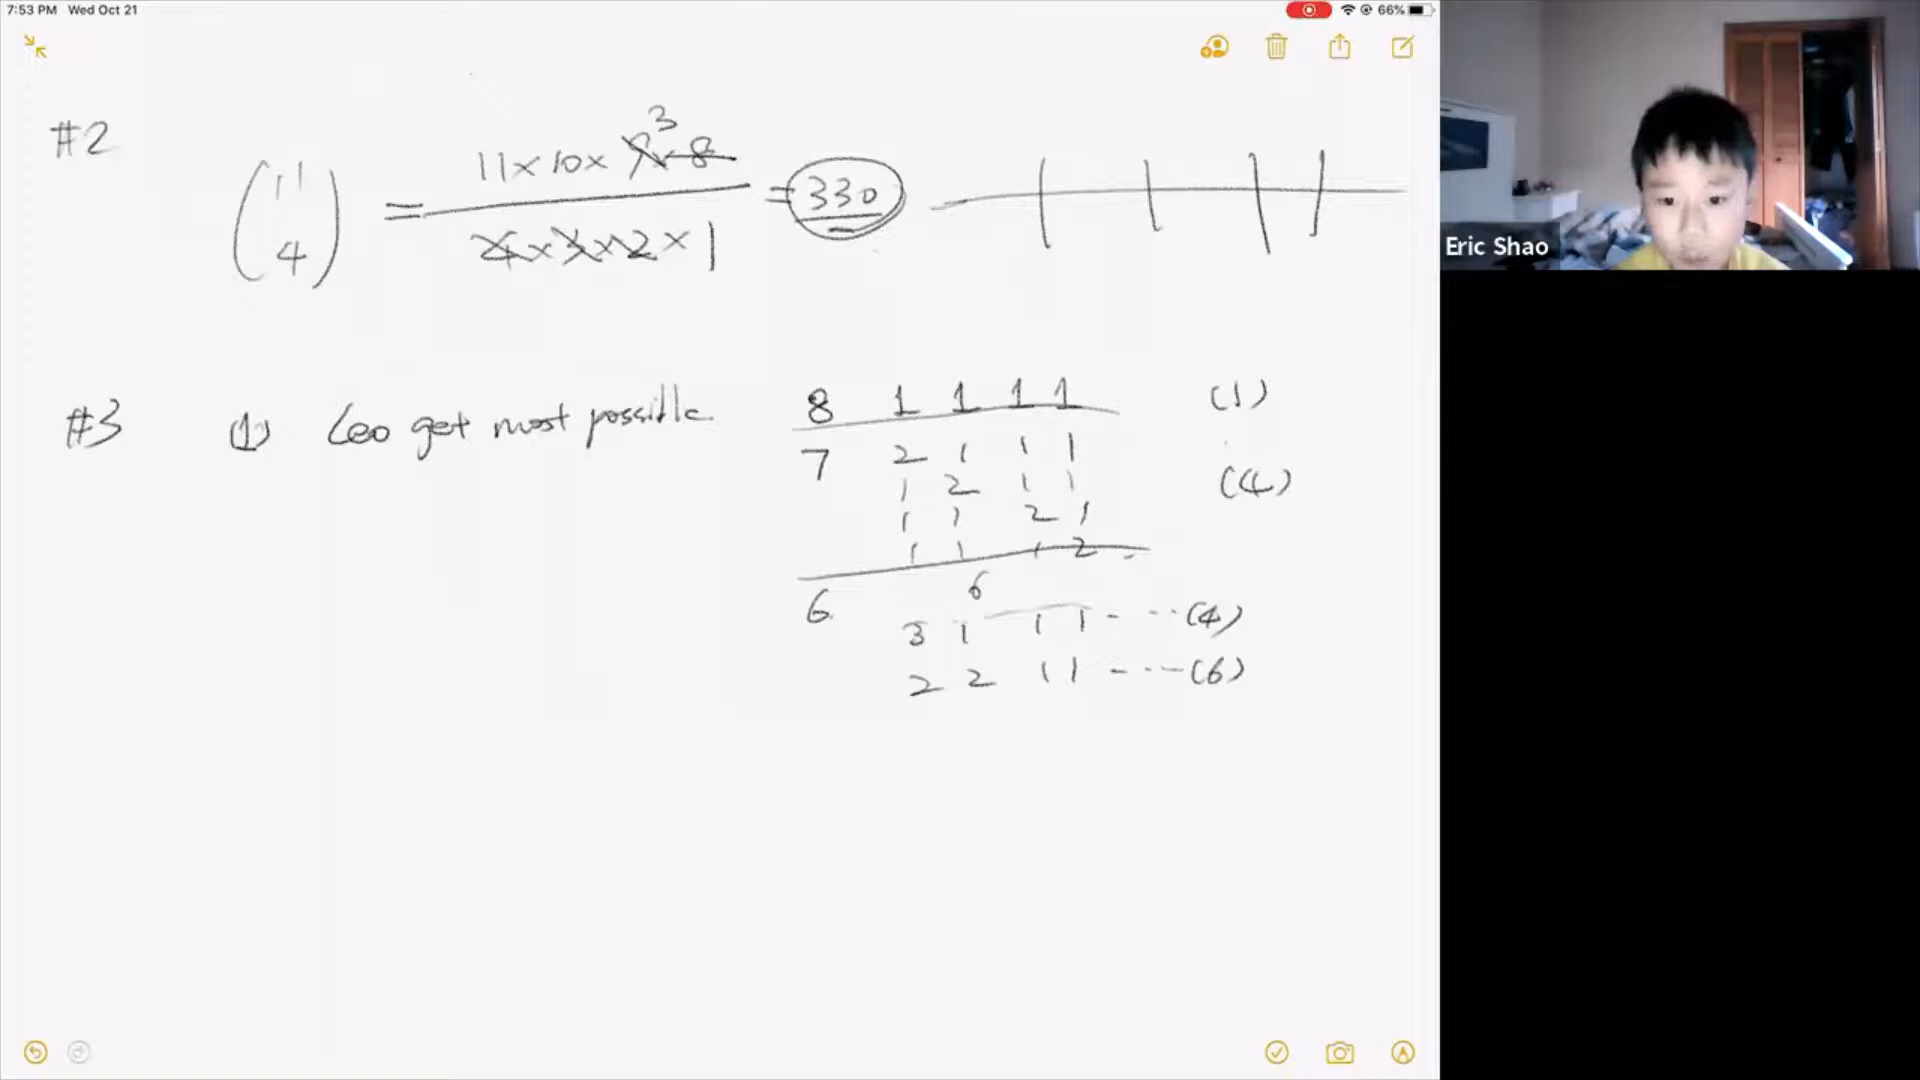 7:53 PM Wed Oct 21
66%
#2
(11 4) = 11 x 10 x 9 x 8 3 / 4 x 3 x 2 x 1 = 330
Eric Shao
#3 (1) Leo get most possible
8 1 1 1 1 (1)
7 2 1 1 1
1 2 1 1 (4)
1 1 2 1
1 1 1 2
6 6
3 1 1 1 - - - - (4)
2 2 1 1 - - - - (6)